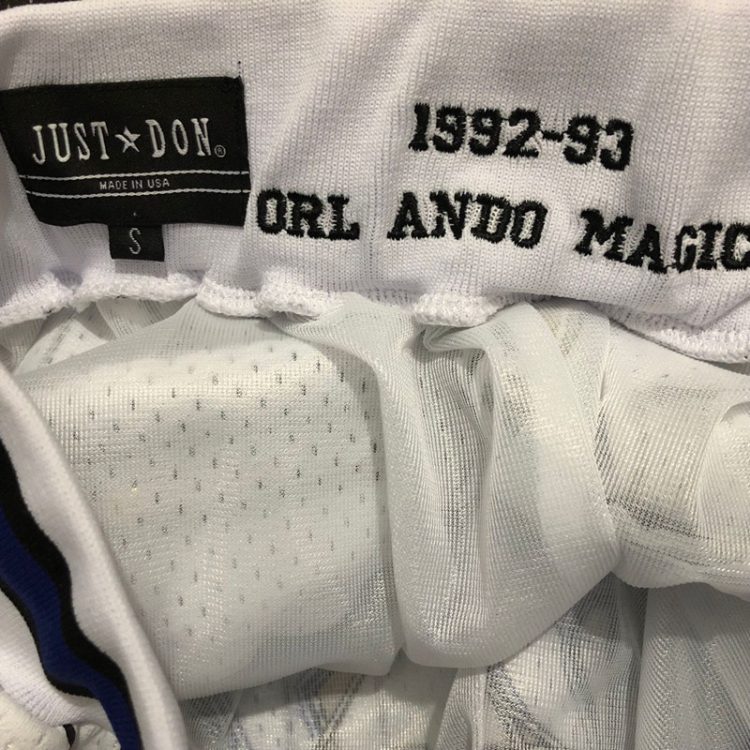 JUST★DON®
MADE IN USA
S
1992-93
ORL ANDO MAGIC